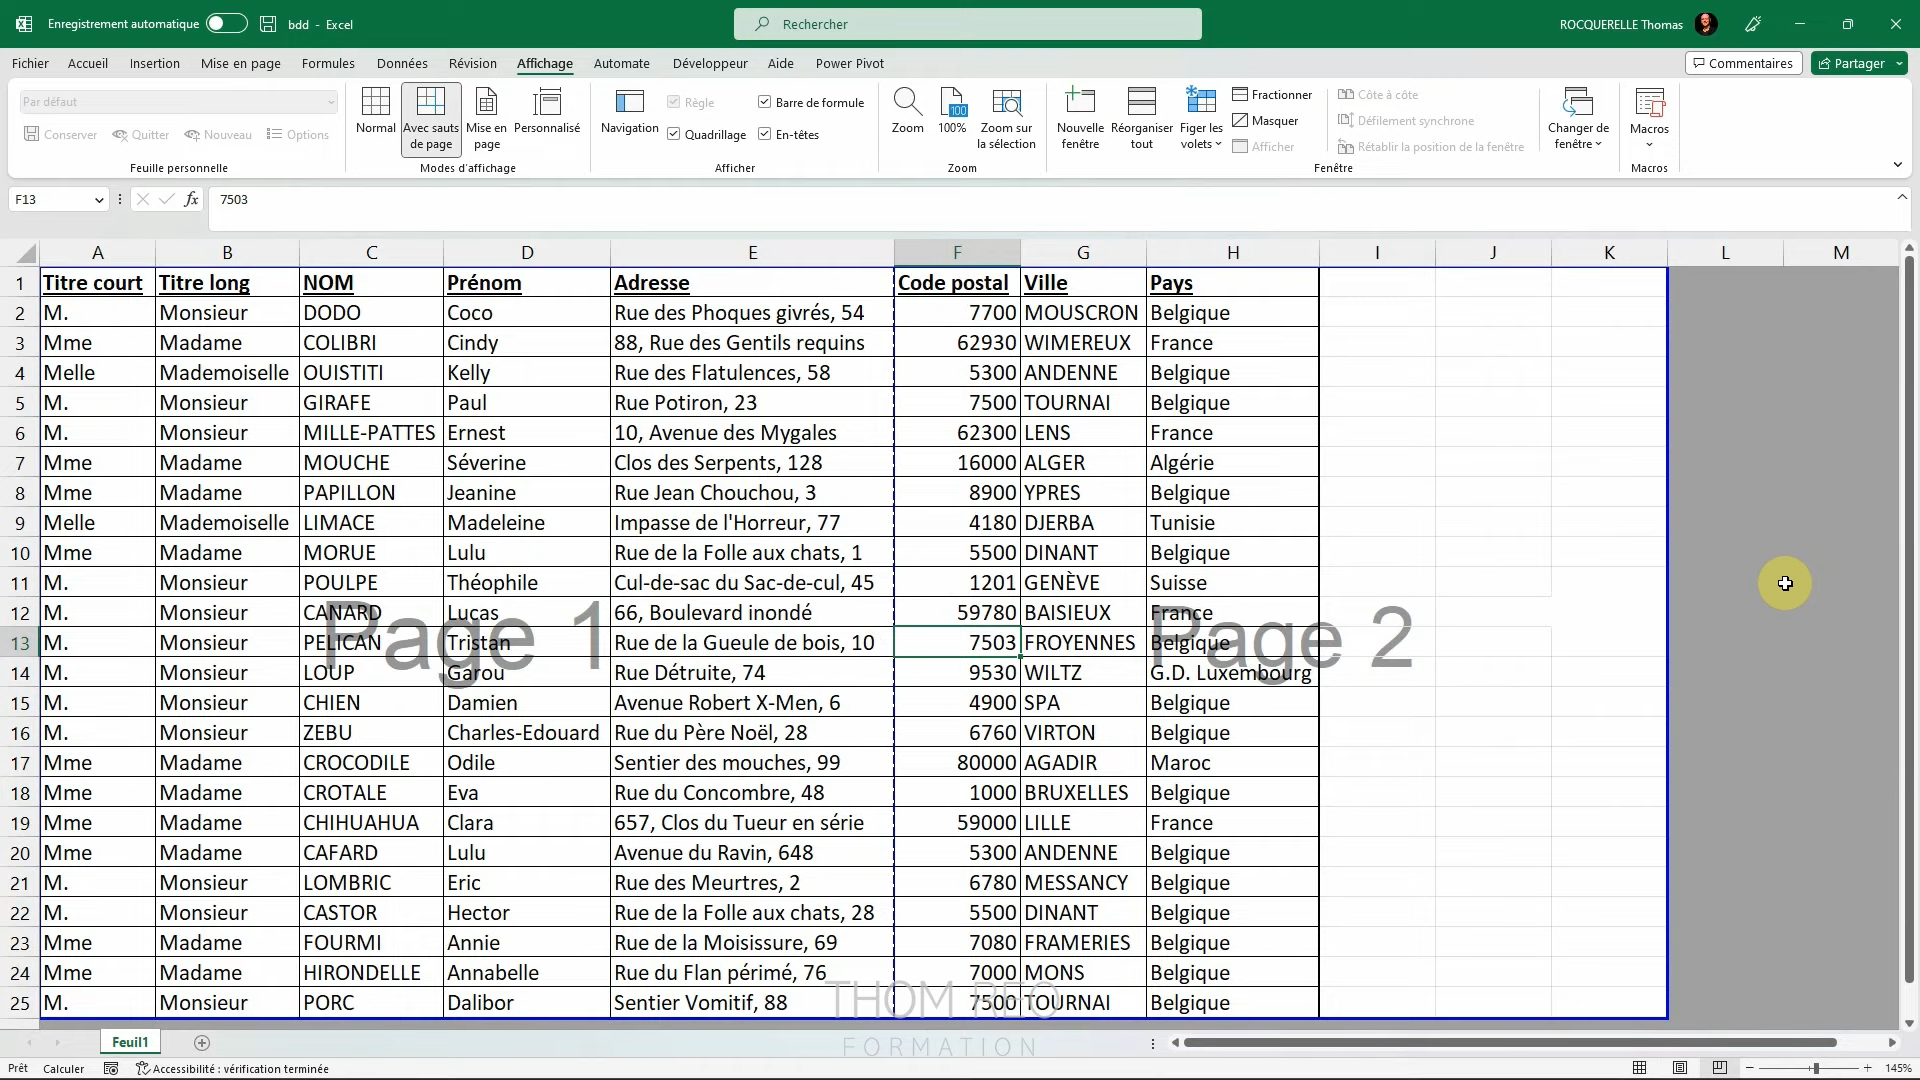 Enregistrement automatique bdd - Excel Rechercher ROCQUERELLE Thomas
Fichier Accueil Insertion Mise en page Formules Données Révision Affichage Automate Développeur Aide Power Pivot Commentaires Partager
Par défaut
Conserver Quitter Nouveau Options
Feuille personnelle
Normal Avec sauts de page Mise en page Personnalisé
Modes d'affichage
Navigation Règle Barre de formule
Quadrillage En-têtes
Afficher
Zoom 100 100% Zoom sur la sélection
Zoom
Nouvelle fenêtre Réorganiser tout Figer les volets
Fractionner Masquer Afficher
Côte à côte
Défilement synchrone
Rétablir la position de la fenêtre
Changer de fenêtre
Fenêtre
Macros
Macros
F13 fx 7503
A B C D E F G H I J K L M
1 Titre court Titre long NOM Prénom Adresse Code postal Ville Pays
2 M. Monsieur DODO Coco Rue des Phoques givrés, 54 7700 MOUSCRON Belgique
3 Mme Madame COLIBRI Cindy 88, Rue des Gentils requins 62930 WIMEREUX France
4 Melle Mademoiselle OUISTITI Kelly Rue des Flatulences, 58 5300 ANDENNE Belgique
5 M. Monsieur GIRAFE Paul Rue Potiron, 23 7500 TOURNAI Belgique
6 M. Monsieur MILLE-PATTES Ernest 10, Avenue des Mygales 62300 LENS France
7 Mme Madame MOUCHE Séverine Clos des Serpents, 128 16000 ALGER Algérie
8 Mme Madame PAPILLON Jeanine Rue Jean Chouchou, 3 8900 YPRES Belgique
9 Melle Mademoiselle LIMACE Madeleine Impasse de l'Horreur, 77 4180 DJERBA Tunisie
10 Mme Madame MORUE Lulu Rue de la Folle aux chats, 1 5500 DINANT Belgique
11 M. Monsieur POULPE Théophile Cul-de-sac du Sac-de-cul, 45 1201 GENÈVE Suisse
12 M. Monsieur CANARD Lucas 66, Boulevard inondé 59780 BAISIEUX France
Page 1 Page 2
13 M. Monsieur PELICAN Tristan Rue de la Gueule de bois, 10 7503 FROYENNES Belgique
14 M. Monsieur LOUP Garou Rue Détruite, 74 9530 WILTZ G.D. Luxembourg
15 M. Monsieur CHIEN Damien Avenue Robert X-Men, 6 4900 SPA Belgique
16 M. Monsieur ZEBU Charles-Edouard Rue du Père Noël, 28 6760 VIRTON Belgique
17 Mme Madame CROCODILE Odile Sentier des mouches, 99 80000 AGADIR Maroc
18 Mme Madame CROTALE Eva Rue du Concombre, 48 1000 BRUXELLES Belgique
19 Mme Madame CHIHUAHUA Clara 657, Clos du Tueur en série 59000 LILLE France
20 Mme Madame CAFARD Lulu Avenue du Ravin, 648 5300 ANDENNE Belgique
21 M. Monsieur LOMBRIC Eric Rue des Meurtres, 2 6780 MESSANCY Belgique
22 M. Monsieur CASTOR Hector Rue de la Folle aux chats, 28 5500 DINANT Belgique
23 Mme Madame FOURMI Annie Rue de la Moisissure, 69 7080 FRAMERIES Belgique
24 Mme Madame HIRONDELLE Annabelle Rue du Flan périmé, 76 7000 MONS Belgique
25 M. Monsieur PORC Dalibor Sentier Vomitif, 88 7500 TOURNAI Belgique
THOM REO
FORMATION
Feuil1
Prêt Calculer Accessibilité : vérification terminée 145%